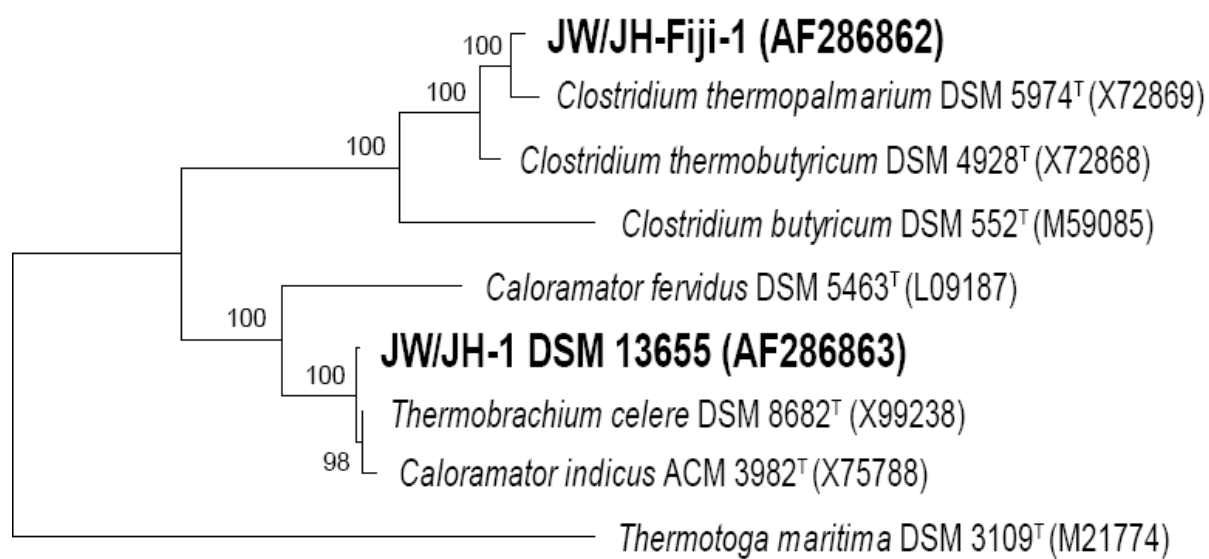 100
JW/JH-Fiji-1 (AF286862)
100
Clostridium thermopalmarium DSM 5974ᵀ (X72869)
100
Clostridium thermobutyricum DSM 4928ᵀ (X72868)
Clostridium butyricum DSM 552ᵀ (M59085)
Caloramator fervidus DSM 5463ᵀ (L09187)
100
JW/JH-1 DSM 13655 (AF286863)
100
Thermobrachium celere DSM 8682ᵀ (X99238)
98
Caloramator indicus ACM 3982ᵀ (X75788)
Thermotoga maritima DSM 3109ᵀ (M21774)